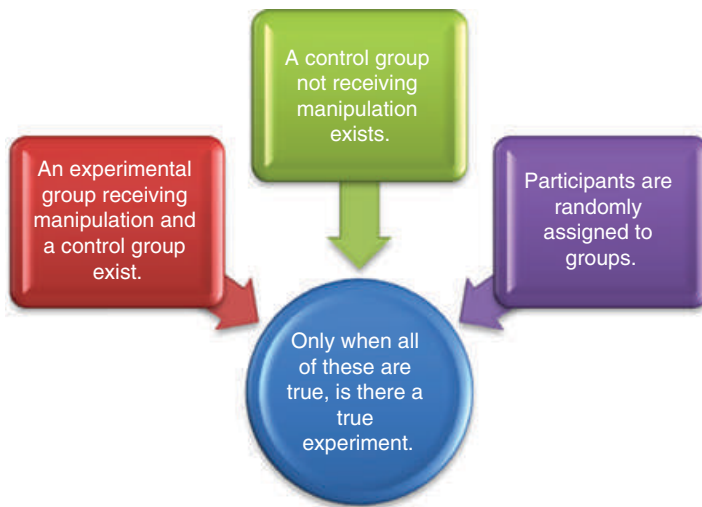 A control group
not receiving
manipulation
exists.
An experimental
group receiving
manipulation and
a control group
exist.
Participants are
randomly
assigned to
groups.
Only when all
of these are
true, is there a
true
experiment.